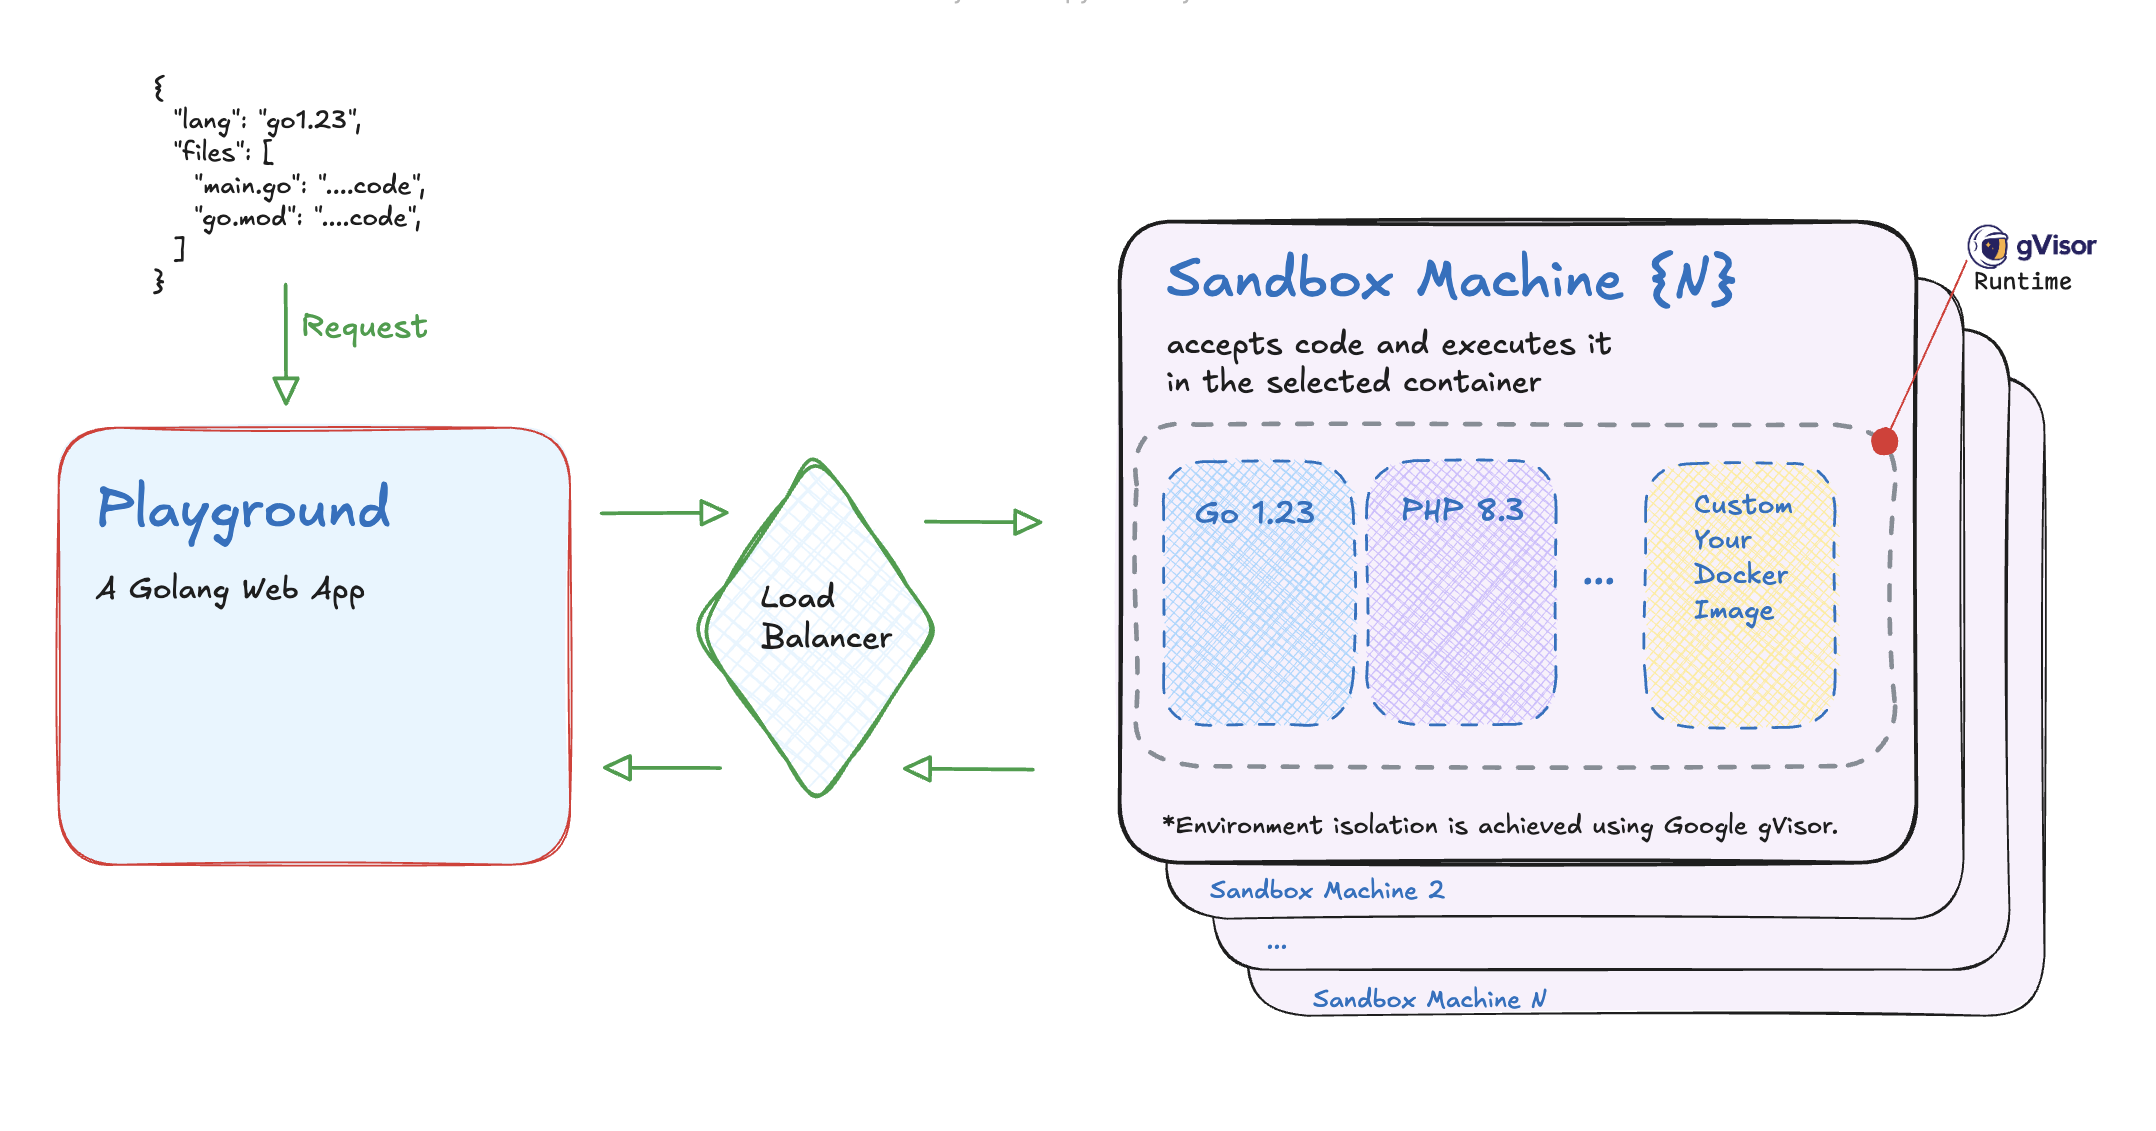 {
"lang": "go1.23",
"files": [
"main.go": "....code",
"go.mod": "....code",
]
}
Request
Playground
A Golang Web App
Load
Balancer
Sandbox Machine {N}
accepts code and executes it
in the selected container
gVisor
Runtime
Go 1.23
PHP 8.3
...
Custom
Your
Docker
Image
*Environment isolation is achieved using Google gVisor.
Sandbox Machine 2
...
Sandbox Machine N